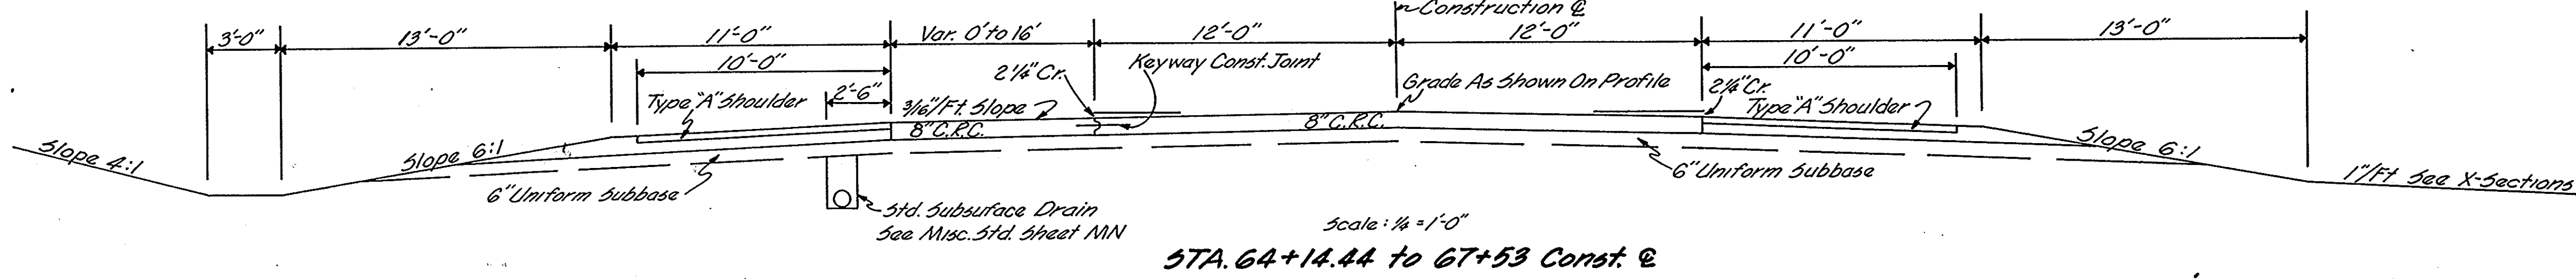 Construction ℄
3'-0" 13'-0" 11'-0" Var. 0' to 16' 12'-0" 12'-0" 11'-0" 13'-0"
10'-0" 2 1/4" Cr. Keyway Const. Joint Grade As Shown On Profile 2 1/4" Cr. 10'-0"
Type "A" Shoulder 2'-6" 3/16"/Ft Slope Type "A" Shoulder
8" C.R.C. 8" C.R.C.
Slope 4:1 Slope 6:1 Slope 6:1
6" Uniform Subbase 6" Uniform Subbase 1"/Ft See X-Sections
Std. Subsuface Drain
See Misc. Std. Sheet MN
Scale: 1/4 = 1'-0"
STA. 64+14.44 to 67+53 Const. ℄